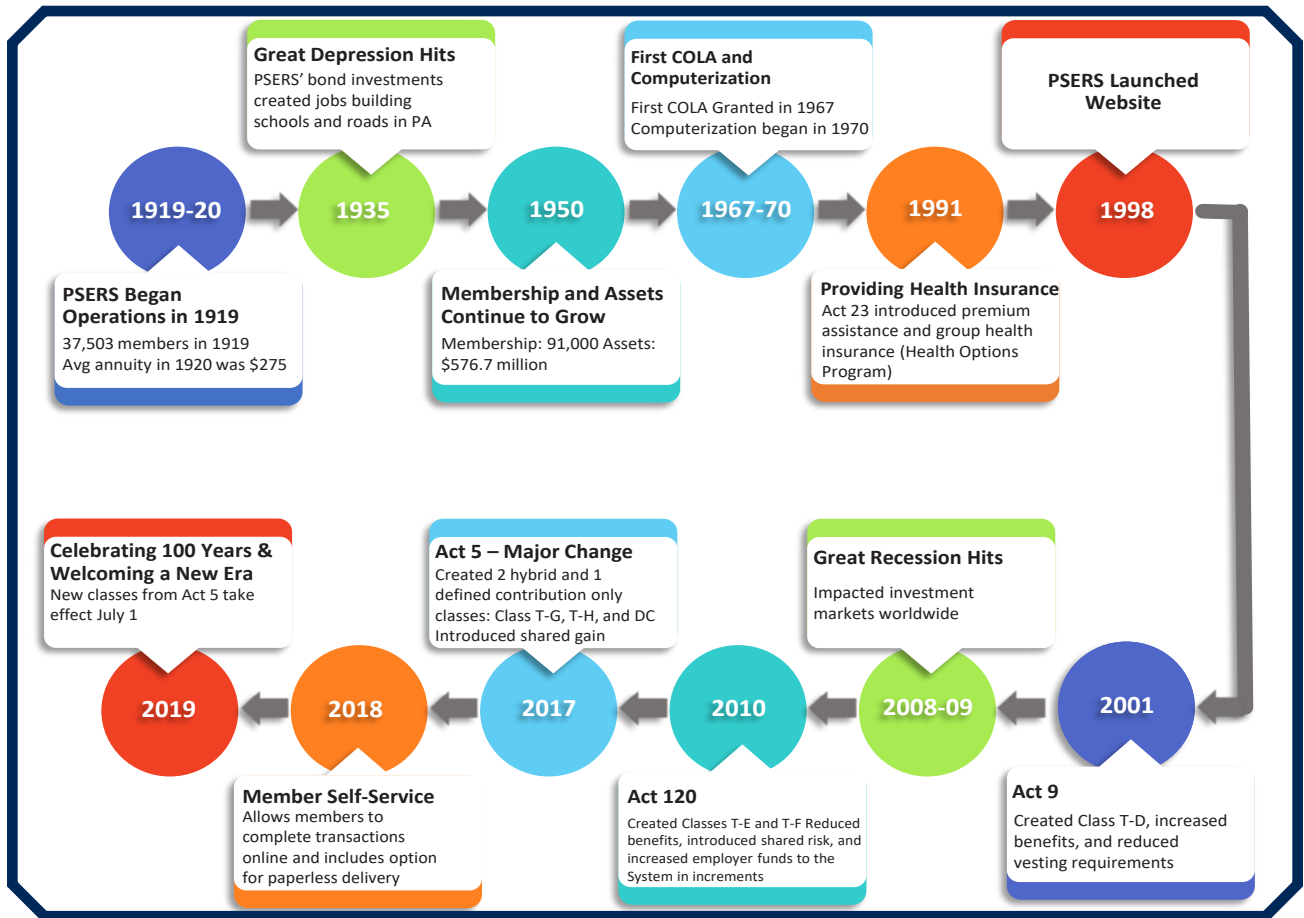 Great Depression Hits
PSERS' bond investments
created jobs building
schools and roads in PA
First COLA and
Computerization
First COLA Granted in 1967
Computerization began in 1970
PSERS Launched
Website
1919-20
1935
1950
1967-70
1991
1998
PSERS Began
Operations in 1919
37,503 members in 1919
Avg annuity in 1920 was $275
Membership and Assets
Continue to Grow
Membership: 91,000 Assets:
$576.7 million
Providing Health Insurance
Act 23 introduced premium
assistance and group health
insurance (Health Options
Program)
Celebrating 100 Years &
Welcoming a New Era
New classes from Act 5 take
effect July 1
Act 5 – Major Change
Created 2 hybrid and 1
defined contribution only
classes: Class T-G, T-H, and DC
Introduced shared gain
Great Recession Hits
Impacted investment
markets worldwide
2019
2018
2017
2010
2008-09
2001
Member Self-Service
Allows members to
complete transactions
online and includes option
for paperless delivery
Act 120
Created Classes T-E and T-F Reduced
benefits, introduced shared risk, and
increased employer funds to the
System in increments
Act 9
Created Class T-D, increased
benefits, and reduced
vesting requirements